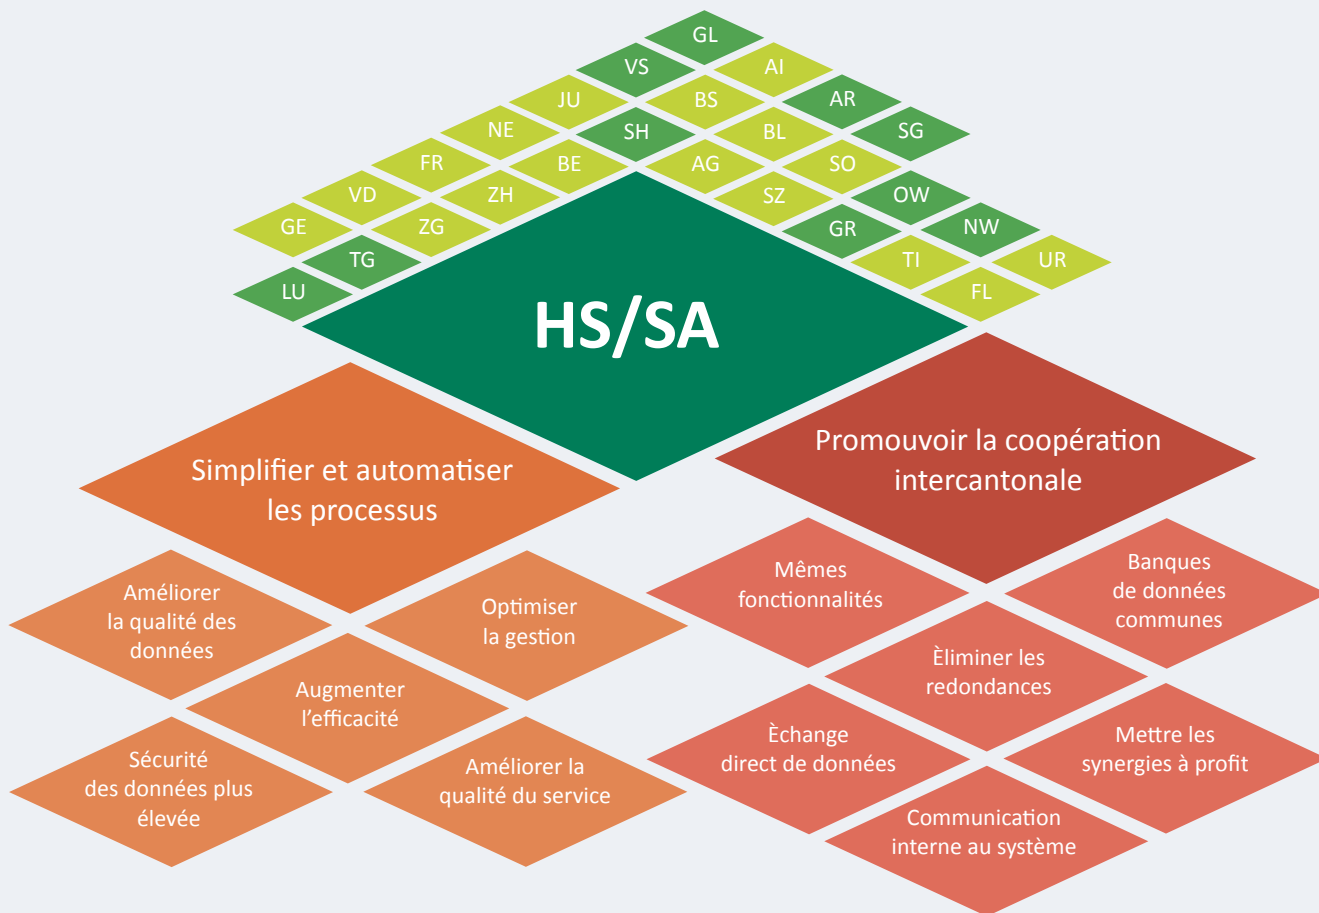 GL
VS
AI
JU
BS
AR
NE
SH
BL
SG
FR
BE
AG
SO
VD
ZH
SZ
OW
GE
ZG
GR
NW
TG
TI
UR
LU
FL
HS/SA
Simplifier et automatiser
les processus
Promouvoir la coopération
intercantonale
Améliorer
la qualité des
données
Optimiser
la gestion
Augmenter
l’efficacité
Sécurité
des données plus
élevée
Améliorer la
qualité du service
Mêmes
fonctionnalités
Banques
de données
communes
Èliminer les
redondances
Èchange
direct de données
Mettre les
synergies à profit
Communication
interne au système